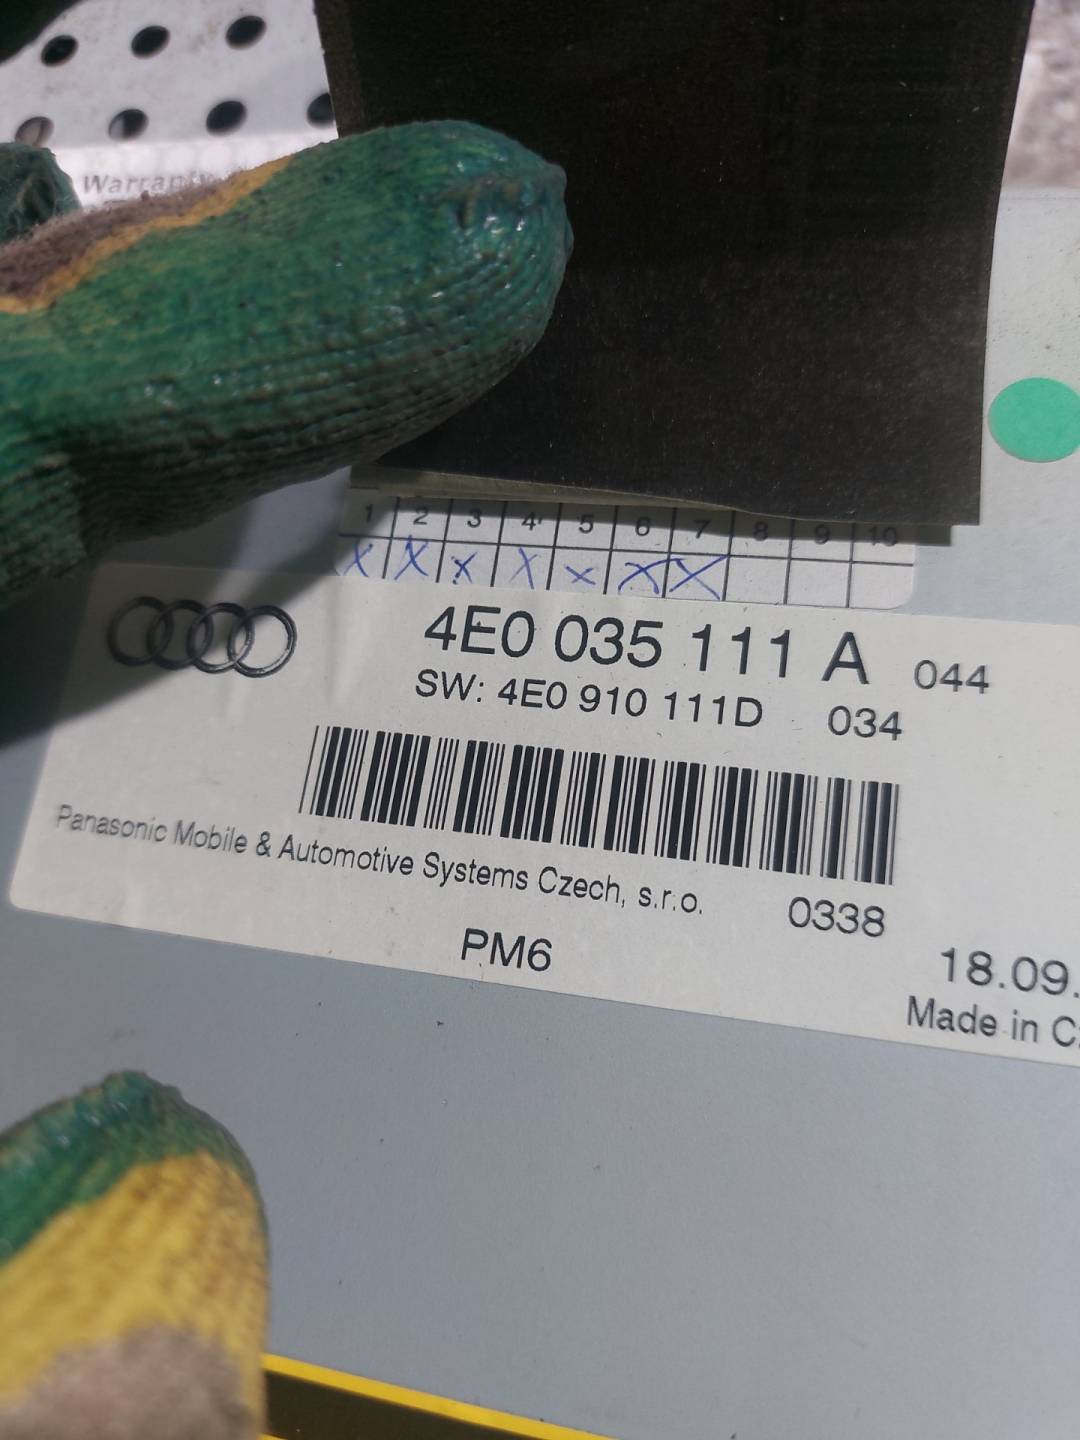 Warranty
1 2 3 4 5 6 7 8 9 10
X X X X X X X
4E0 035 111 A 044
SW: 4E0 910 111D 034
Panasonic Mobile & Automotive Systems Czech, s.r.o. 0338
PM6
18.09.
Made in C